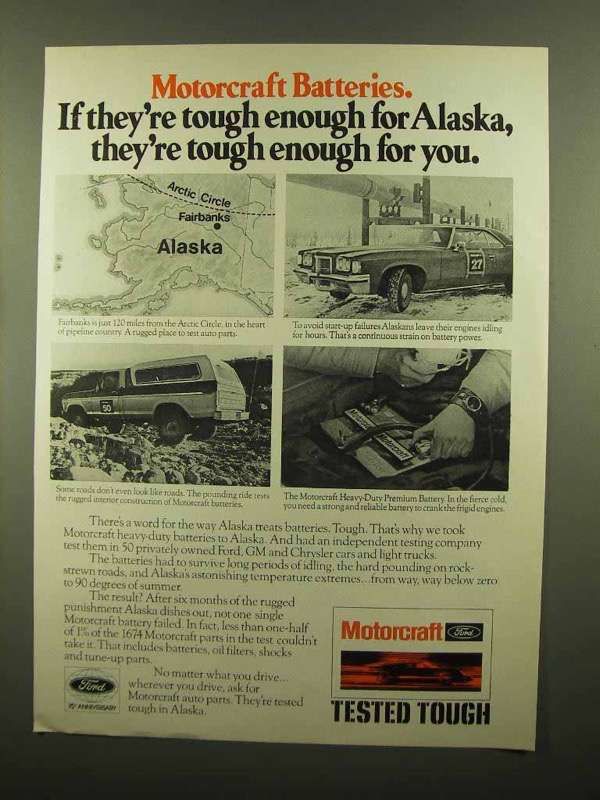 Motorcraft Batteries.
If they're tough enough for Alaska,
they're tough enough for you.
Arctic Circle
Fairbanks
Alaska
27
Fairbanks is just 120 miles from the Arctic Circle, in the heart
of pipeline country. A rugged place to test auto parts.
To avoid start-up failures Alaskans leave their engines idling
for hours. That's a continuous strain on battery power.
50
Some roads don't even look like roads. The pounding ride tests
the rugged interior construction of Motorcraft batteries.
The Motorcraft Heavy-Duty Premium Battery. In the fierce cold,
you need a strong and reliable battery to crank the frigid engines.
There's a word for the way Alaska treats batteries. Tough. That's why we took
Motorcraft heavy-duty batteries to Alaska. And had an independent testing company
test them in 50 privately owned Ford, GM and Chrysler cars and light trucks.
The batteries had to survive long periods of idling, the hard pounding on rock-
strewn roads, and Alaska's astonishing temperature extremes...from way, way below zero
to 90 degrees of summer.
The result? After six months of the rugged
punishment Alaska dishes out, not one single
Motorcraft battery failed. In fact, less than one-half
of 1% of the 1674 Motorcraft parts in the test couldn't
take it. That includes batteries, oil filters, shocks
and tune-up parts.
No matter what you drive...
wherever you drive, ask for
Motorcraft auto parts. They're tested
tough in Alaska.
Ford
75th ANNIVERSARY
Motorcraft
Ford
TESTED TOUGH